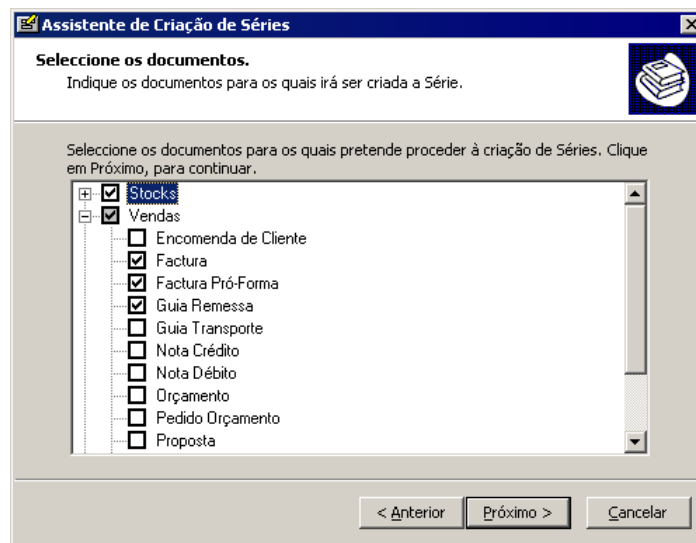 Assistente de Criação de Séries
Seleccione os documentos.
Indique os documentos para os quais irá ser criada a Série.
Seleccione os documentos para os quais pretende proceder à criação de Séries. Clique
em Próximo, para continuar.
Stocks
Vendas
Encomenda de Cliente
Factura
Factura Pró-Forma
Guia Remessa
Guia Transporte
Nota Crédito
Nota Débito
Orçamento
Pedido Orçamento
Proposta
< Anterior
Próximo >
Cancelar